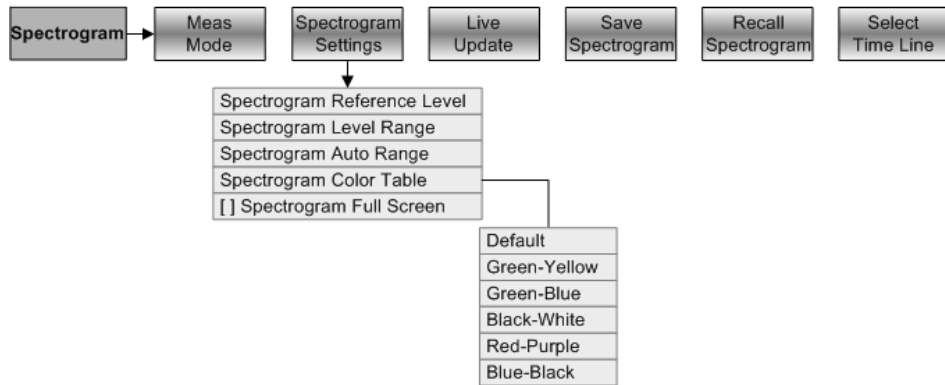 Spectrogram
Meas
Mode
Spectrogram
Settings
Live
Update
Save
Spectrogram
Recall
Spectrogram
Select
Time Line
Spectrogram Reference Level
Spectrogram Level Range
Spectrogram Auto Range
Spectrogram Color Table
[ ] Spectrogram Full Screen
Default
Green-Yellow
Green-Blue
Black-White
Red-Purple
Blue-Black